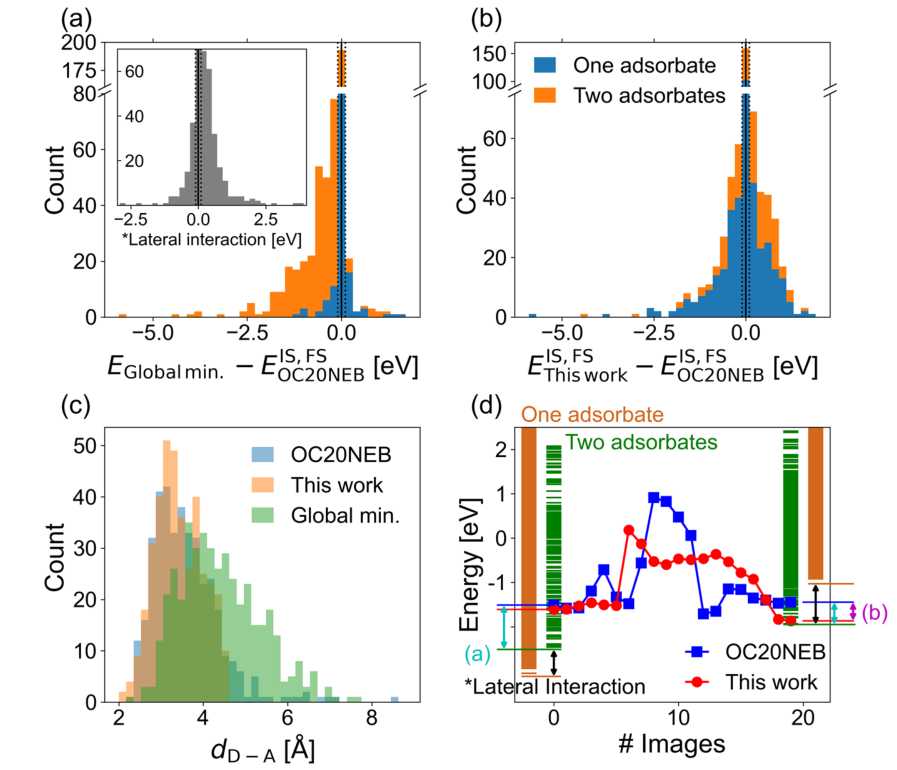 (a)
200
175
80
60
40
20
0
Count
-5.0
-2.5
0.0
E_Global min. − E^IS, FS_OC20NEB [eV]
60
40
20
−2.5
0.0
2.5
*Lateral interaction [eV]
(b)
150
100
80
60
40
20
0
Count
One adsorbate
Two adsorbates
-5.0
-2.5
0.0
E^IS, FS_This work − E^IS, FS_OC20NEB [eV]
(c)
50
40
30
20
10
0
Count
OC20NEB
This work
Global min.
2
4
6
8
d_D − A [Å]
(d)
One adsorbate
Two adsorbates
2
1
0
-1
Energy [eV]
(a)
(b)
OC20NEB
This work
*Lateral Interaction
0
10
20
# Images